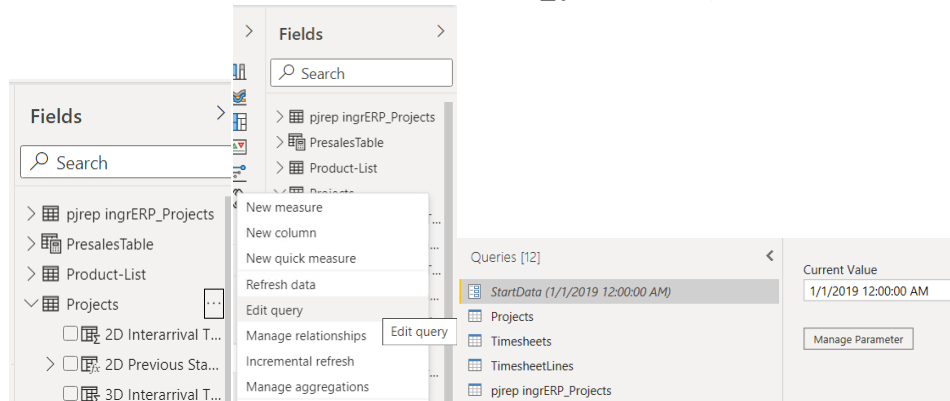 Fields
Search
pjrep ingrERP_Projects
PresalesTable
Product-List
Projects
...
2D Interarrival T...
2D Previous Sta...
3D Interarrival T...
Fields
Search
pjrep ingrERP_Projects
PresalesTable
Product-List
Projects
New measure
New column
New quick measure
Refresh data
Edit query
Edit query
Manage relationships
Incremental refresh
Manage aggregations
Queries [12]
StartData (1/1/2019 12:00:00 AM)
Projects
Timesheets
TimesheetLines
pjrep ingrERP_Projects
Current Value
1/1/2019 12:00:00 AM
Manage Parameter